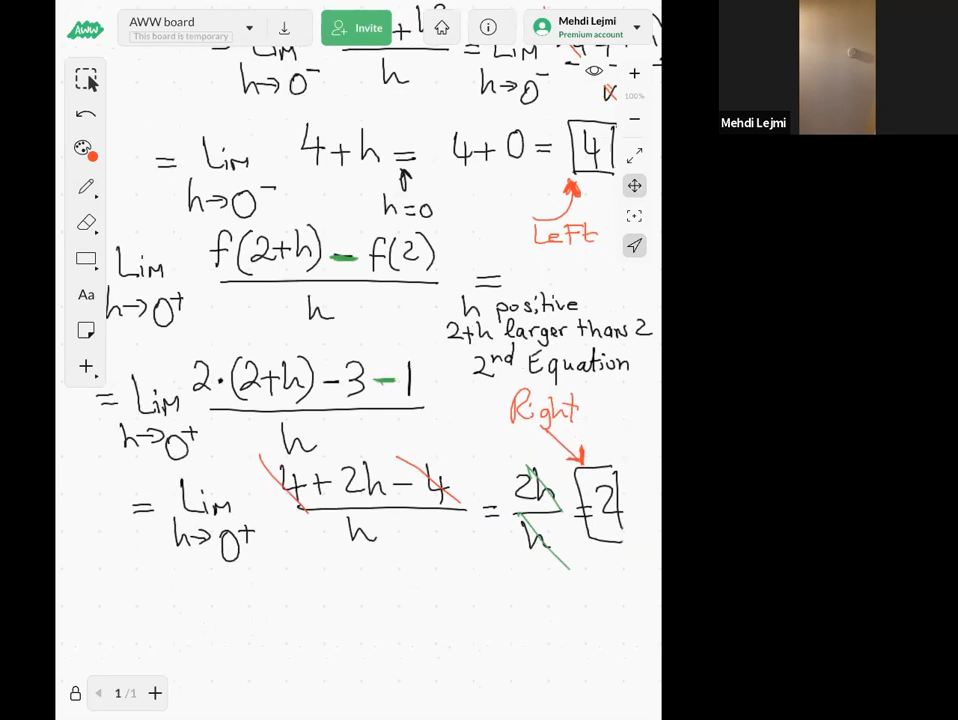 AWW board
This board is temporary
Invite
Mehdi Lejmi
Premium account
AWW
h
h→0⁻
=
h→0⁻
100%
= Lim 4+h = 4+0 = 4
h→0⁻
h=0
Left
Lim f(2+h) - f(2) =
h→0⁺
h
h positive
2+h larger than 2
2nd Equation
= Lim 2·(2+h) - 3 - 1
h→0⁺
h
Right
= Lim 4+2h-4 = 2h = 2
h→0⁺
h
h
Aa
1/1
Mehdi Lejmi